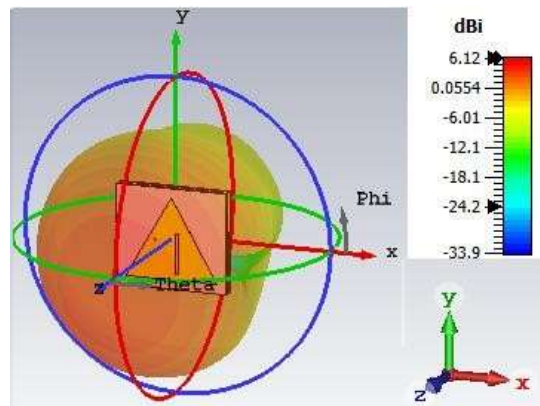 y
Phi
x
z
Theta
dBi
6.12
0.0554
-6.01
-12.1
-18.1
-24.2
-33.9
y
z
x